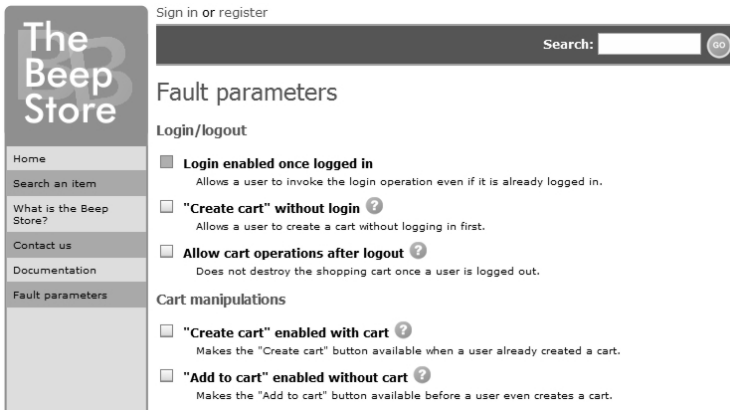 Sign in or register
The
Beep
Store
Search:
GO
Fault parameters
Login/logout
Home
Login enabled once logged in
Search an item
Allows a user to invoke the login operation even if it is already logged in.
What is the Beep
Store?
"Create cart" without login ?
Allows a user to create a cart without logging in first.
Contact us
Allow cart operations after logout ?
Documentation
Does not destroy the shopping cart once a user is logged out.
Fault parameters
Cart manipulations
"Create cart" enabled with cart ?
Makes the "Create cart" button available when a user already created a cart.
"Add to cart" enabled without cart ?
Makes the "Add to cart" button available before a user even creates a cart.